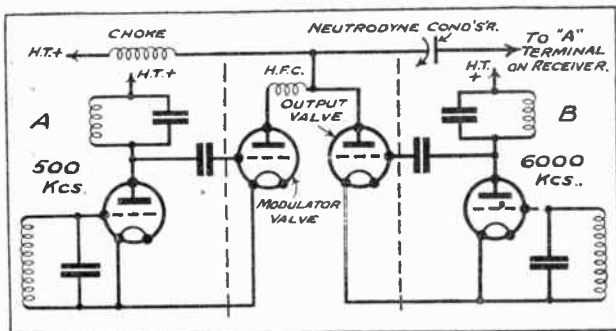 CHOKE
NEUTRODYNE COND'S'R.
H.T.+
TO "A"
TERMINAL
ON RECEIVER.
H.T.+
H.F.C.
H.T.
+
OUTPUT
VALVE
A
B
500
KCS.
6000
KCS..
MODULATOR
VALVE